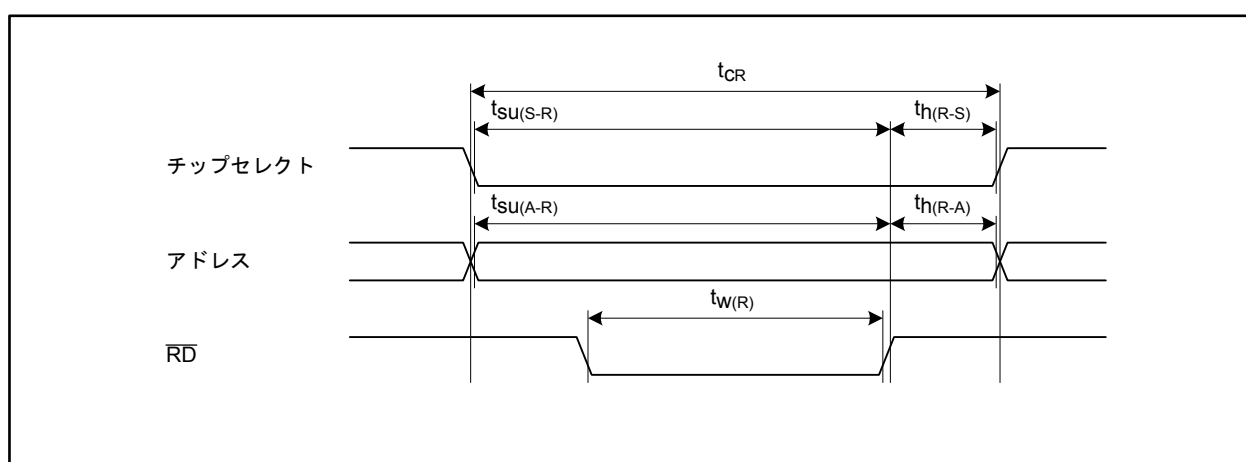 tCR
tsu(S-R) th(R-S)
チップセレクト
tsu(A-R) th(R-A)
アドレス
tw(R)
RD